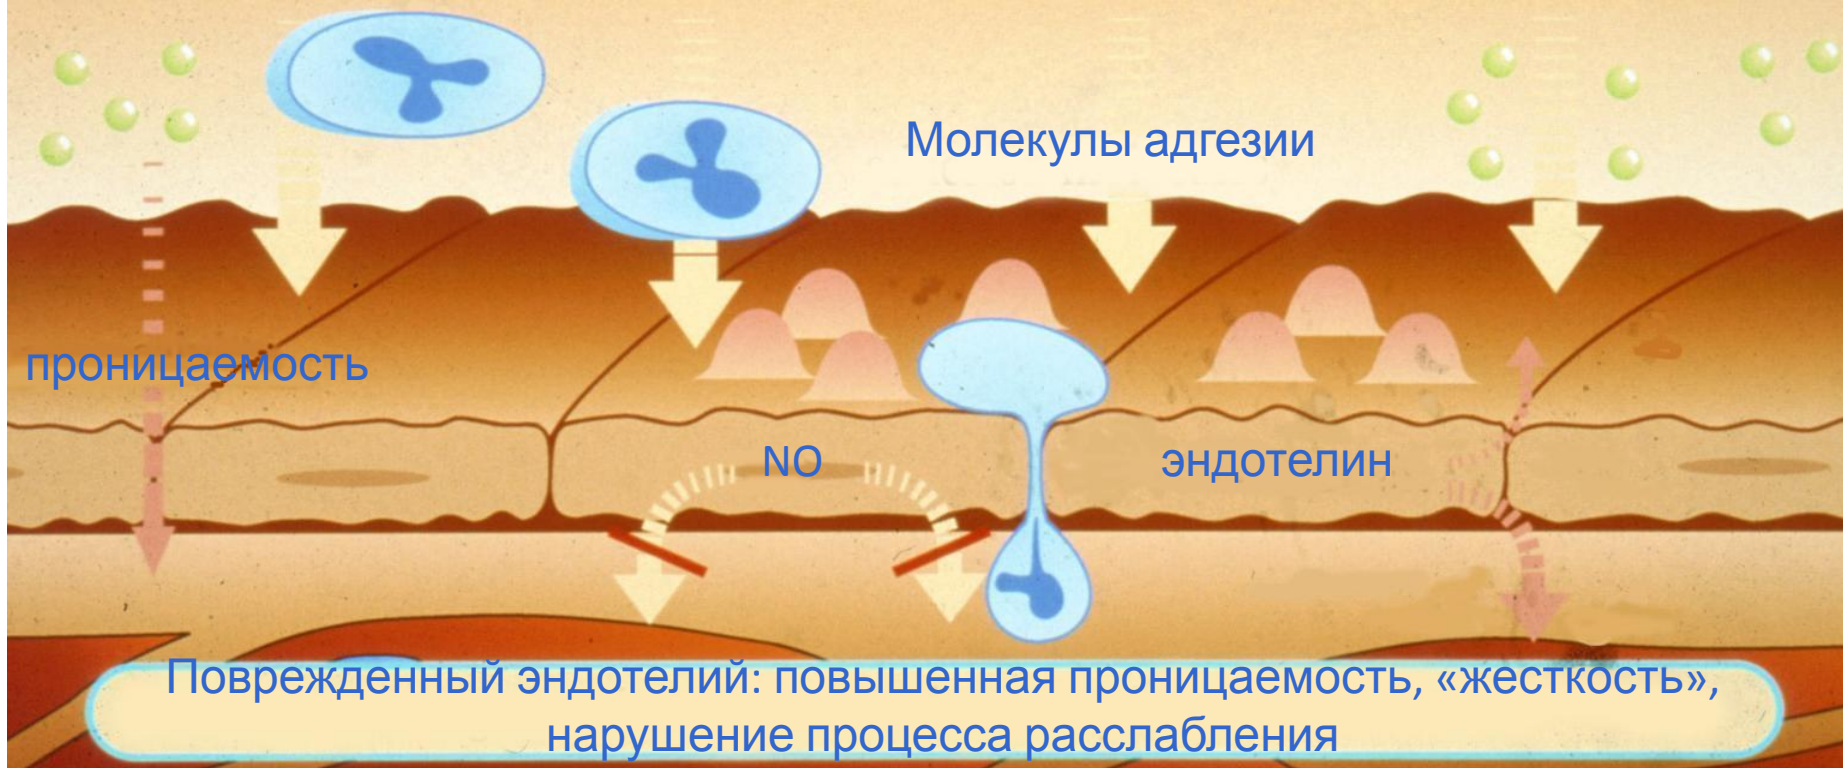 Молекулы адгезии
проницаемость
NO
эндотелин
Поврежденный эндотелий: повышенная проницаемость, «жесткость»,
нарушение процесса расслабления